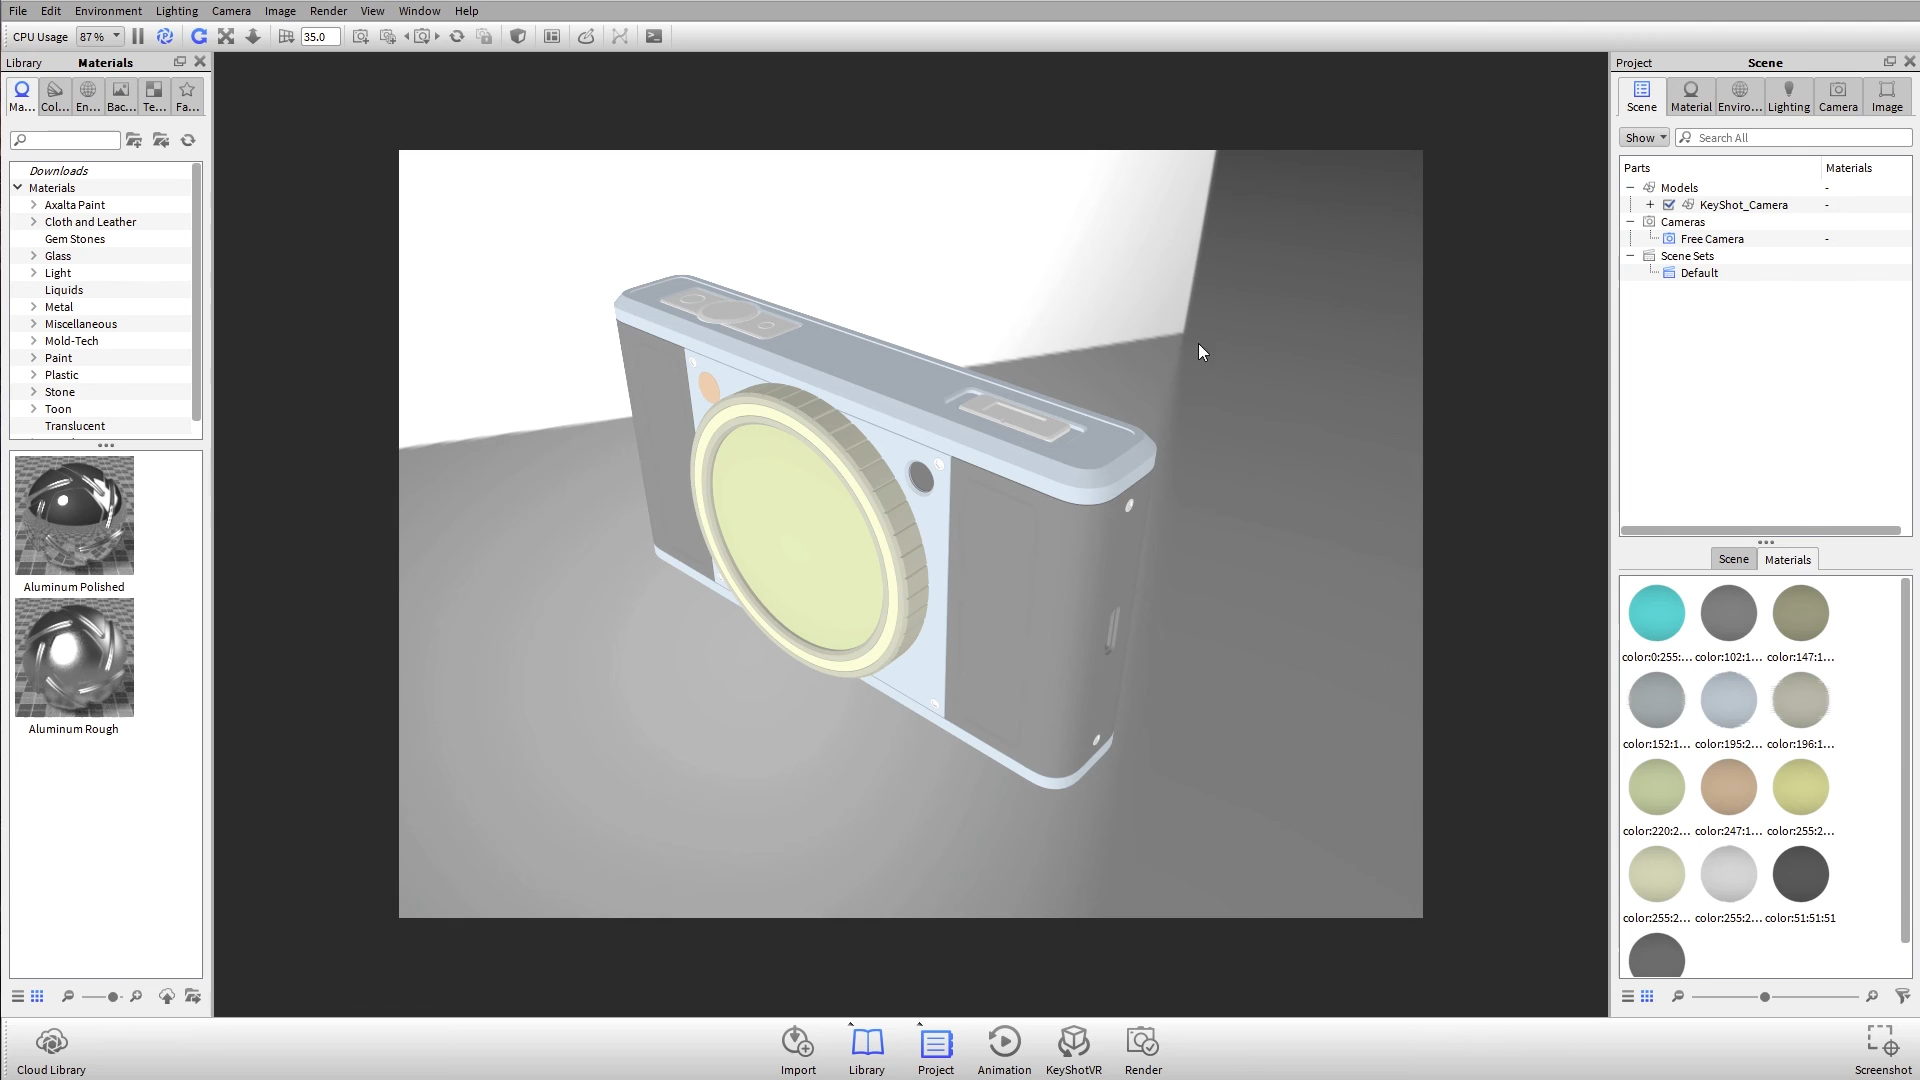 File Edit Environment Lighting Camera Image Render View Window Help
CPU Usage 87 % 35.0
Library Materials
Ma... Col... En... Bac... Te... Fa...
Downloads
Materials
Axalta Paint
Cloth and Leather
Gem Stones
Glass
Light
Liquids
Metal
Miscellaneous
Mold-Tech
Paint
Plastic
Stone
Toon
Translucent
Aluminum Polished
Aluminum Rough
Project Scene
Scene Material Enviro... Lighting Camera Image
Show Search All
Parts Materials
Models -
KeyShot_Camera -
Cameras
Free Camera -
Scene Sets
Default
Scene Materials
color:0:255:... color:102:1... color:147:1...
color:152:1... color:195:2... color:196:1...
color:220:2... color:247:1... color:255:2...
color:255:2... color:255:2... color:51:51:51
Cloud Library Import Library Project Animation KeyShotVR Render Screenshot